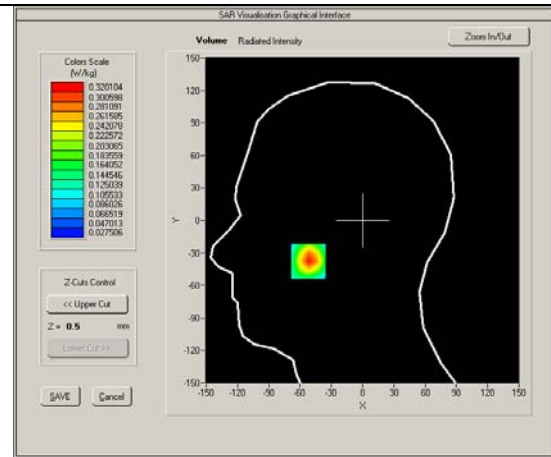 SAR Visualisation Graphical Interface
Volume Radiated Intensity
Zoom In/Out
Colors Scale
(W/kg)
0.320104
0.300598
0.281091
0.261585
0.242078
0.222572
0.203065
0.183559
0.164052
0.144546
0.125039
0.105533
0.086026
0.066519
0.047013
0.027506
150
120
90
60
30
Y
0
-30
-60
-90
-120
-150
-150 -120 -90 -60 -30 0 30 60 90 120 150
X
Z-Cuts Control
<< Upper Cut
Z = 0.5 mm
Lower Cut >>
SAVE Cancel